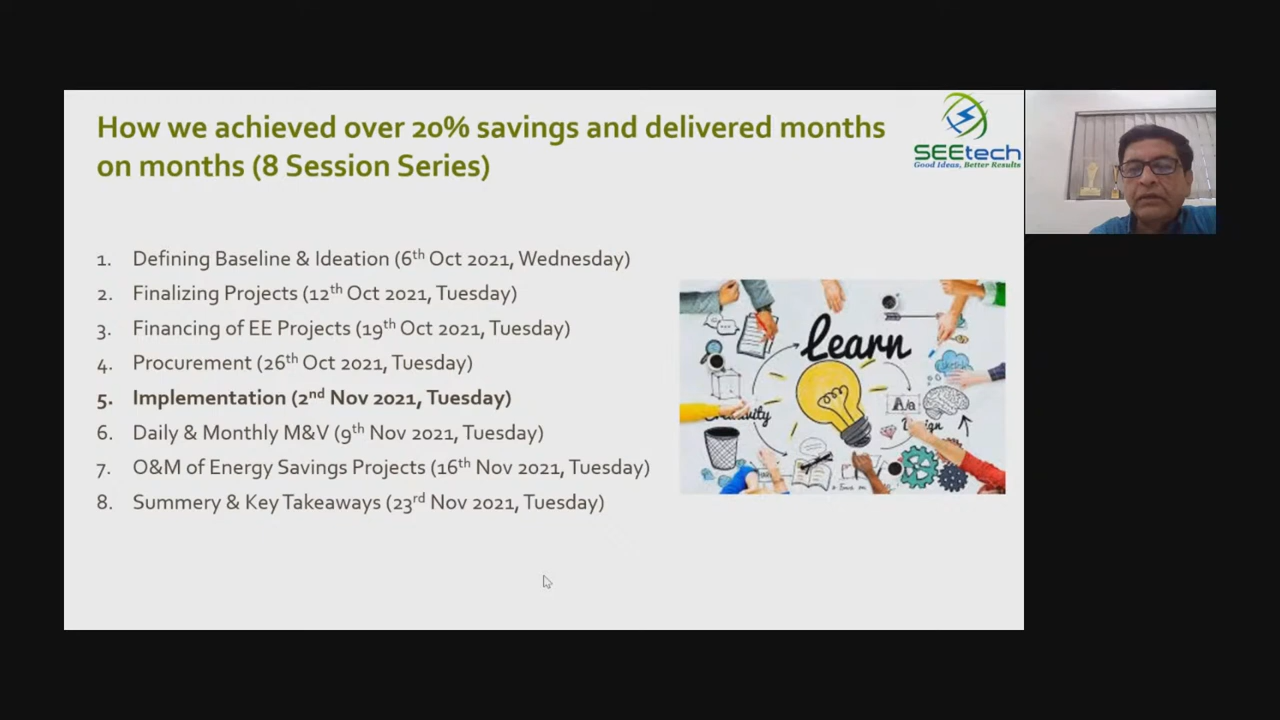 How we achieved over 20% savings and delivered months
on months (8 Session Series)
SEEtech
Good Ideas, Better Results
1. Defining Baseline & Ideation (6th Oct 2021, Wednesday)
2. Finalizing Projects (12th Oct 2021, Tuesday)
3. Financing of EE Projects (19th Oct 2021, Tuesday)
4. Procurement (26th Oct 2021, Tuesday)
5. Implementation (2nd Nov 2021, Tuesday)
6. Daily & Monthly M&V (9th Nov 2021, Tuesday)
7. O&M of Energy Savings Projects (16th Nov 2021, Tuesday)
8. Summery & Key Takeaways (23rd Nov 2021, Tuesday)
learn
Aa